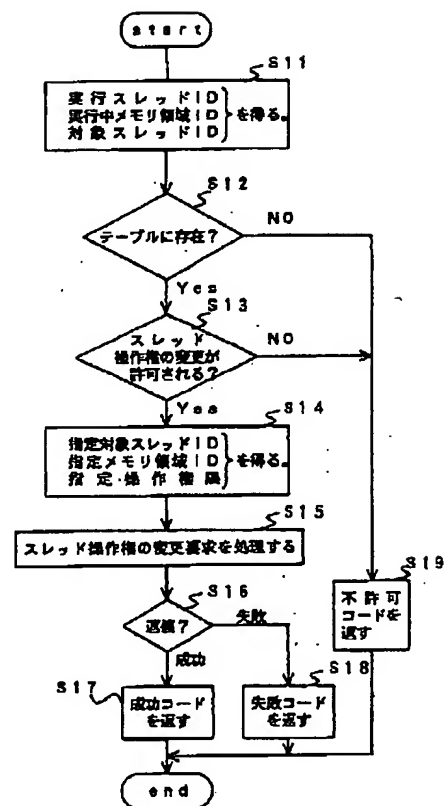 start
S11
実行スレッドID
実行中メモリ領域ID
対象スレッドID
を得る。
S12
テーブルに存在?
NO
Yes
S13
スレッド
操作権の変更が
許可される?
NO
Yes
S14
指定対象スレッドID
指定メモリ領域ID
指定操作権限
を得る。
S15
スレッド操作権の変更要求を処理する
S16
返値?
失敗
成功
S17
成功コード
を返す
S18
失敗コード
を返す
S19
不許可
コードを
返す
end